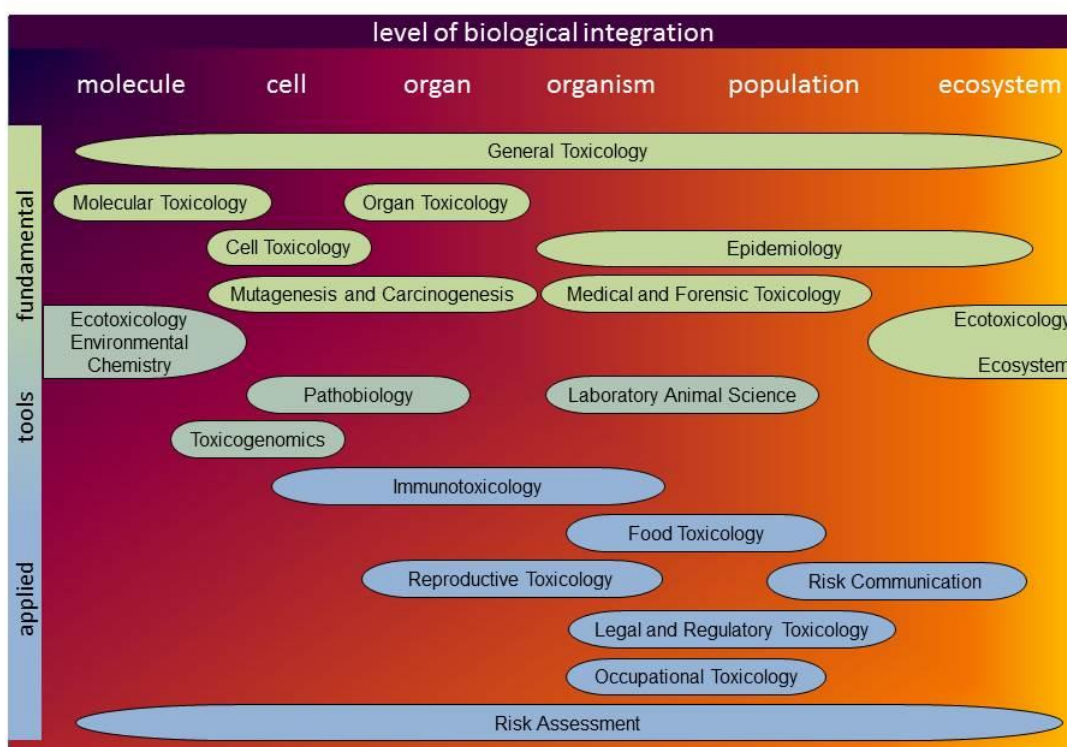 level of biological integration
molecule cell organ organism population ecosystem
fundamental
General Toxicology
Molecular Toxicology
Organ Toxicology
Cell Toxicology
Epidemiology
Mutagenesis and Carcinogenesis
Medical and Forensic Toxicology
Ecotoxicology
Environmental
Chemistry
Ecotoxicology
Ecosystem
tools
Pathobiology
Laboratory Animal Science
Toxicogenomics
applied
Immunotoxicology
Food Toxicology
Reproductive Toxicology
Risk Communication
Legal and Regulatory Toxicology
Occupational Toxicology
Risk Assessment